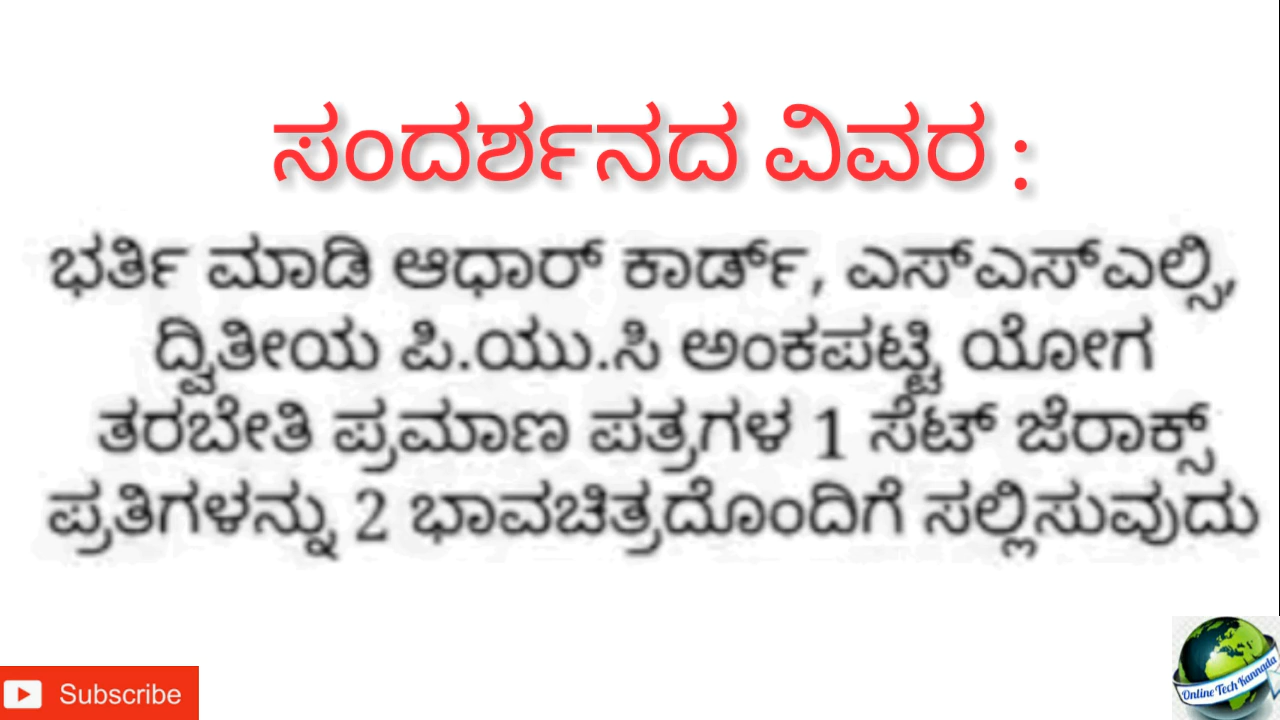 ಸಂದರ್ಶನದ ವಿವರ :
ಭರ್ತಿ ಮಾಡಿ ಆಧಾರ್ ಕಾರ್ಡ್, ಎಸ್ಎಸ್ಎಲ್ಸಿ,
ದ್ವಿತೀಯ ಪಿ.ಯು.ಸಿ ಅಂಕಪಟ್ಟಿ ಯೋಗ
ತರಬೇತಿ ಪ್ರಮಾಣ ಪತ್ರಗಳ 1 ಸೆಟ್ ಜೆರಾಕ್ಸ್
ಪ್ರತಿಗಳನ್ನು 2 ಭಾವಚಿತ್ರದೊಂದಿಗೆ ಸಲ್ಲಿಸುವುದು
Subscribe
Online Tech Kannada